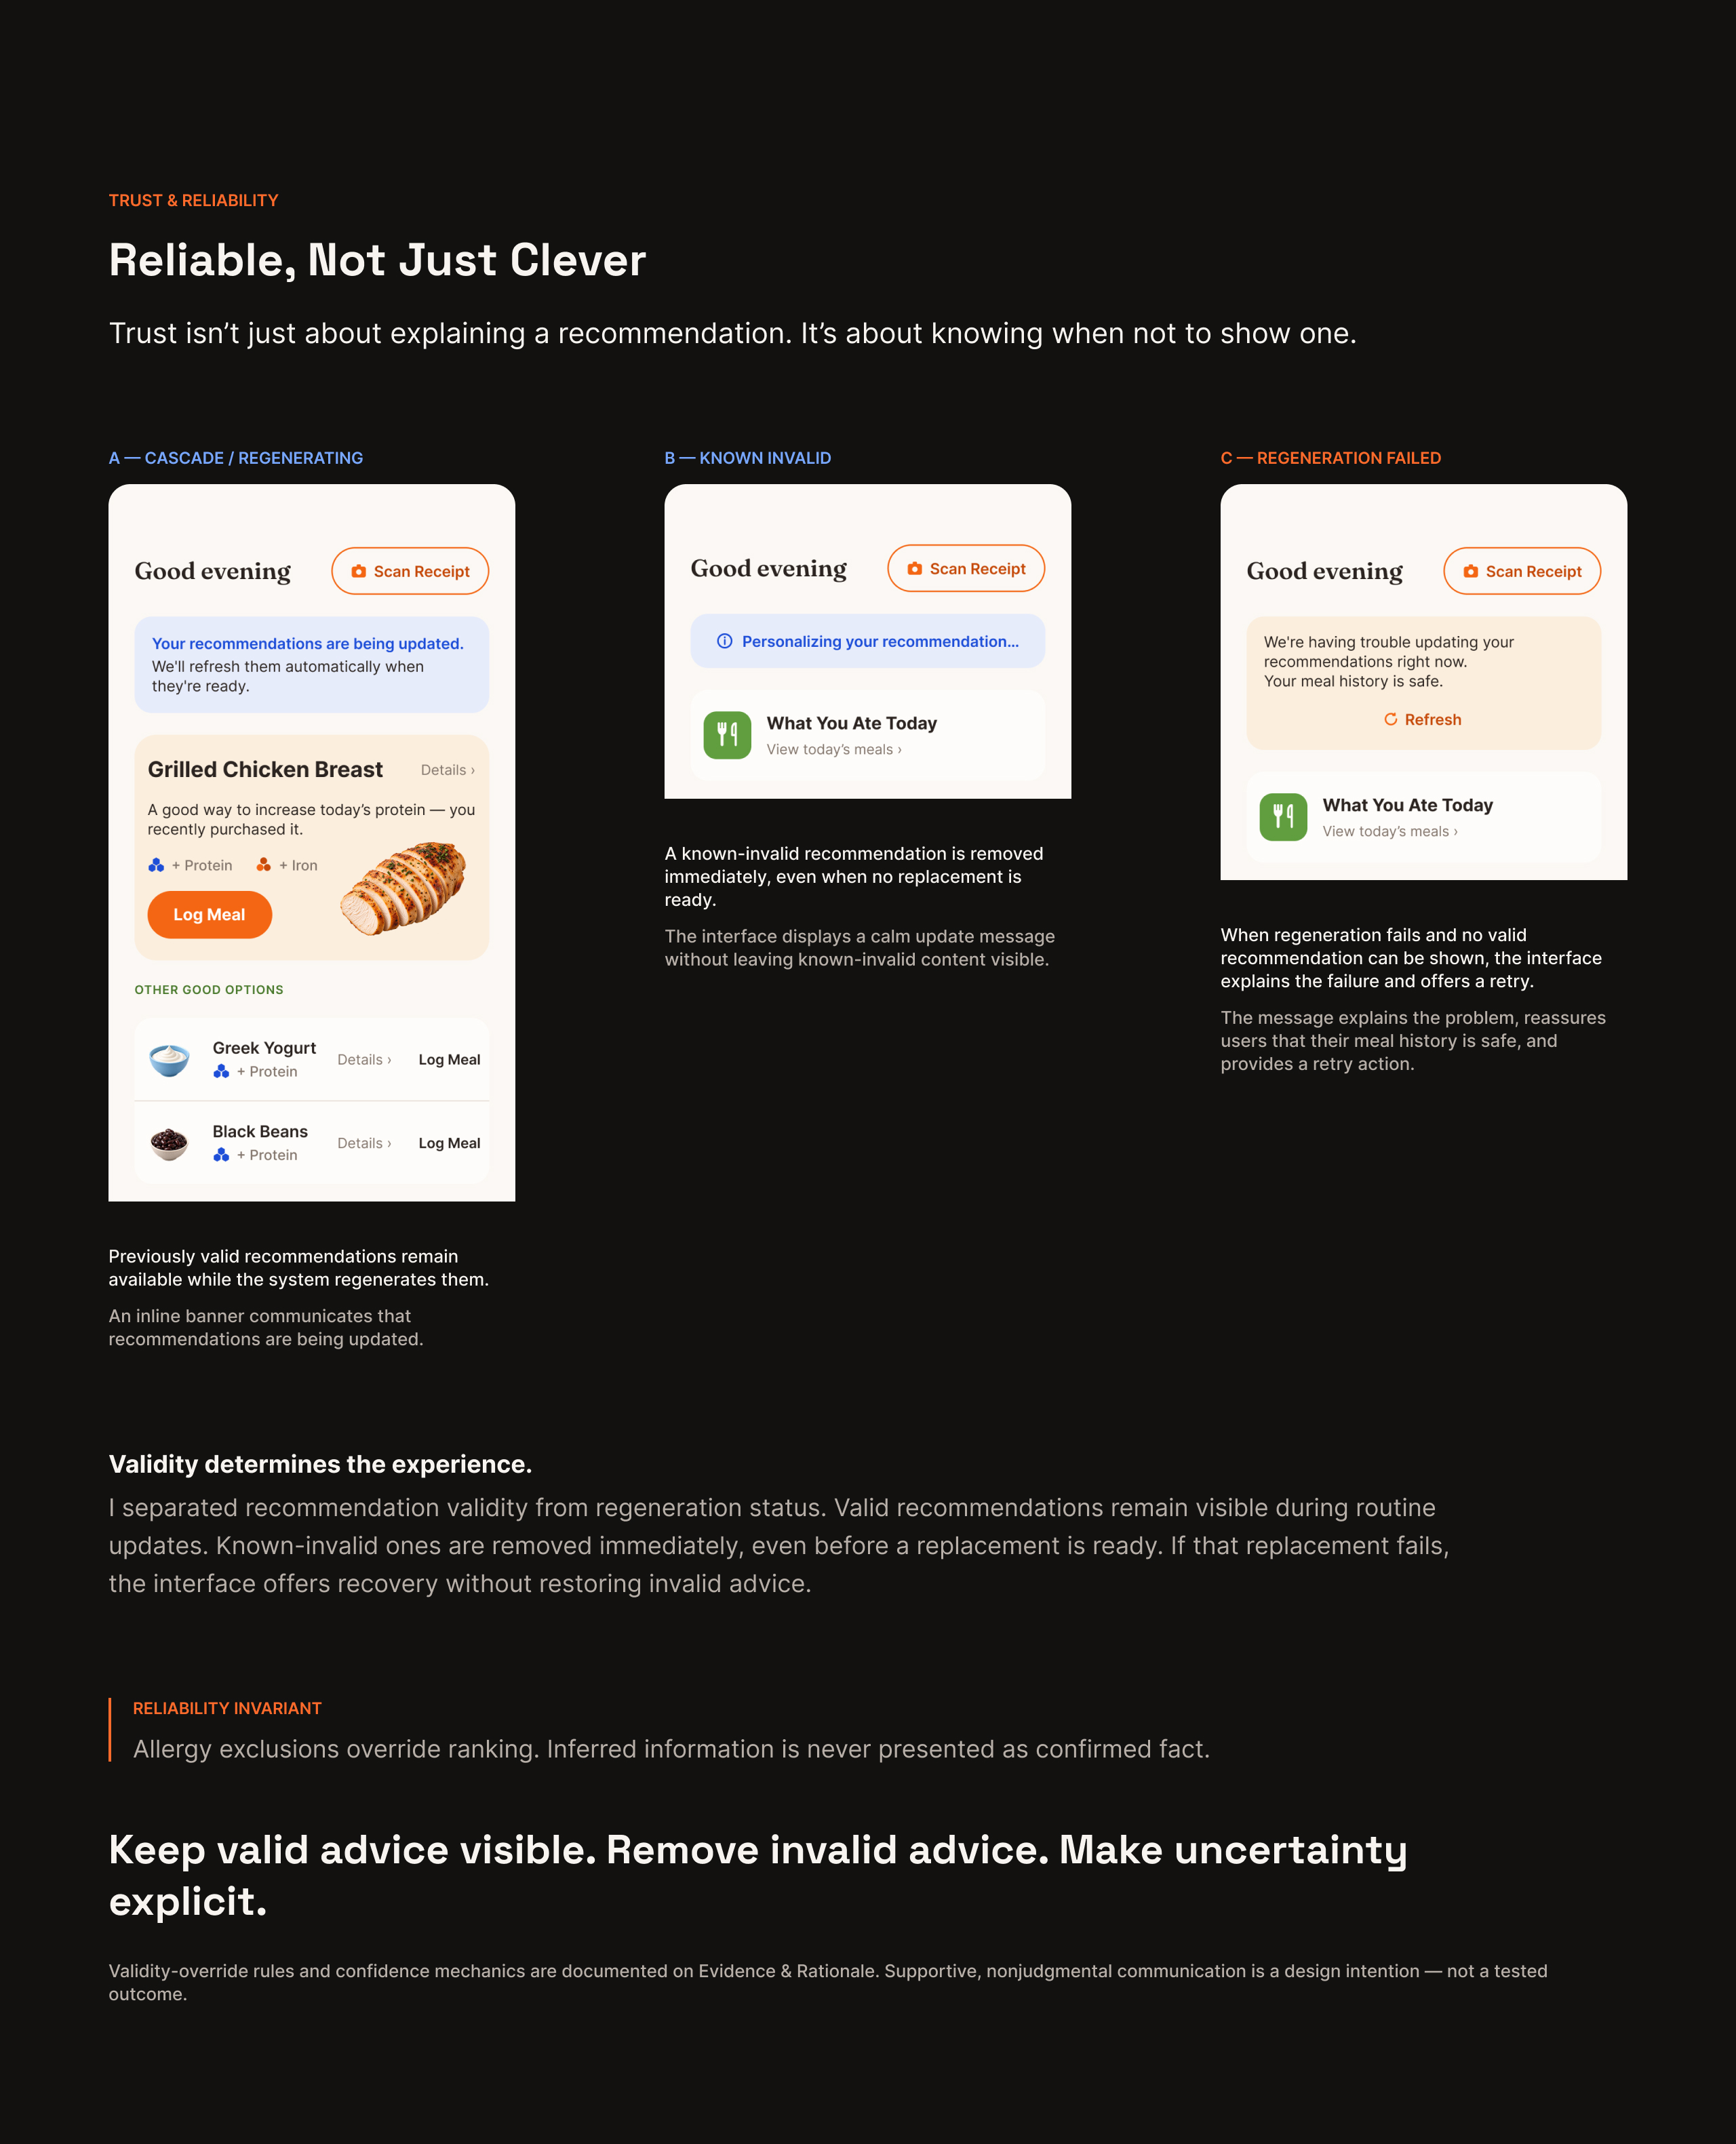 TRUST & RELIABILITY
Reliable, Not Just Clever
Trust isn’t just about explaining a recommendation. It’s about knowing when not to show one.
A — CASCADE / REGENERATING
Good evening
Scan Receipt
Your recommendations are being updated.
We'll refresh them automatically when
they're ready.
Grilled Chicken Breast
Details ›
A good way to increase today’s protein — you
recently purchased it.
+ Protein
+ Iron
Log Meal
OTHER GOOD OPTIONS
Greek Yogurt
+ Protein
Details ›
Log Meal
Black Beans
+ Protein
Details ›
Log Meal
Previously valid recommendations remain
available while the system regenerates them.
An inline banner communicates that
recommendations are being updated.
B — KNOWN INVALID
Good evening
Scan Receipt
Personalizing your recommendation...
What You Ate Today
View today’s meals ›
A known-invalid recommendation is removed
immediately, even when no replacement is
ready.
The interface displays a calm update message
without leaving known-invalid content visible.
C — REGENERATION FAILED
Good evening
Scan Receipt
We're having trouble updating your
recommendations right now.
Your meal history is safe.
Refresh
What You Ate Today
View today’s meals ›
When regeneration fails and no valid
recommendation can be shown, the interface
explains the failure and offers a retry.
The message explains the problem, reassures
users that their meal history is safe, and
provides a retry action.
Validity determines the experience.
I separated recommendation validity from regeneration status. Valid recommendations remain visible during routine
updates. Known-invalid ones are removed immediately, even before a replacement is ready. If that replacement fails,
the interface offers recovery without restoring invalid advice.
RELIABILITY INVARIANT
Allergy exclusions override ranking. Inferred information is never presented as confirmed fact.
Keep valid advice visible. Remove invalid advice. Make uncertainty
explicit.
Validity-override rules and confidence mechanics are documented on Evidence & Rationale. Supportive, nonjudgmental communication is a design intention — not a tested
outcome.